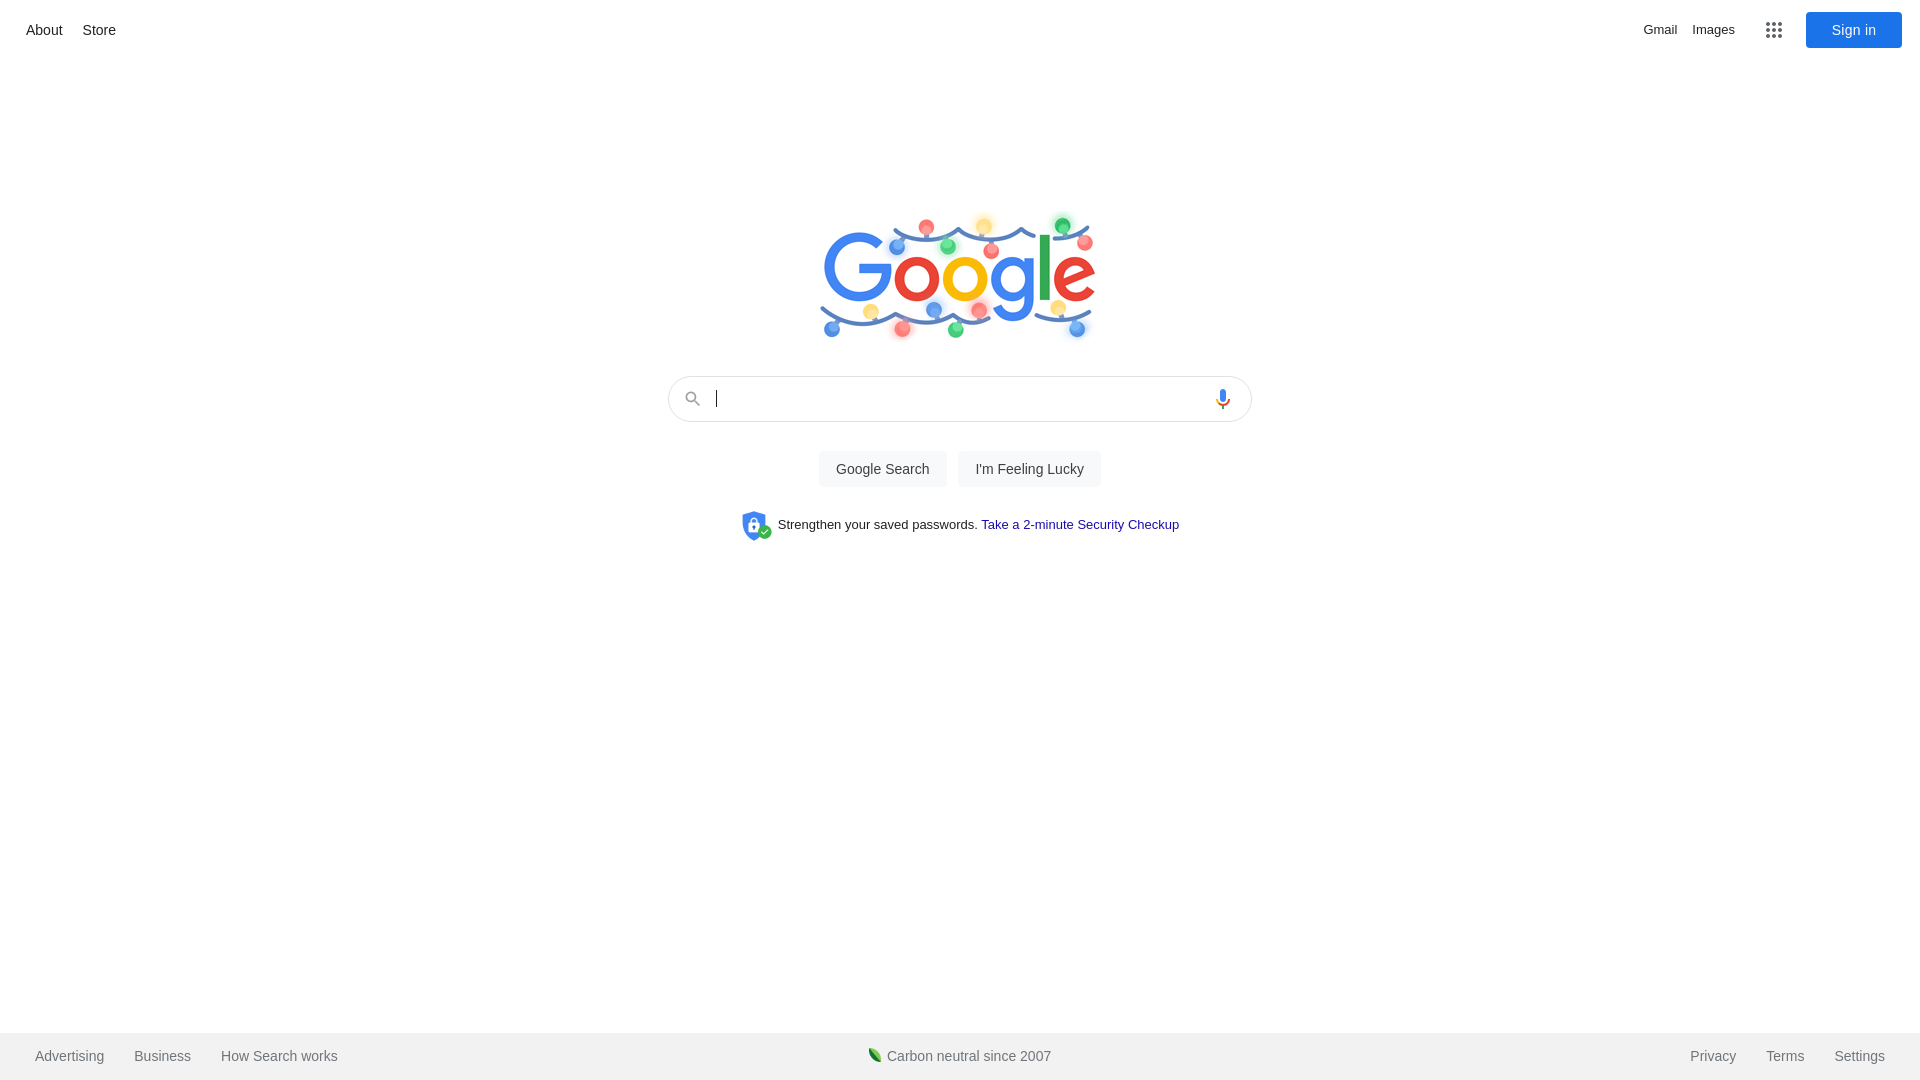 About Store
Gmail Images
Sign in
Google
Google Search
I'm Feeling Lucky
Strengthen your saved passwords. Take a 2-minute Security Checkup
Advertising Business How Search works
Carbon neutral since 2007
Privacy Terms Settings